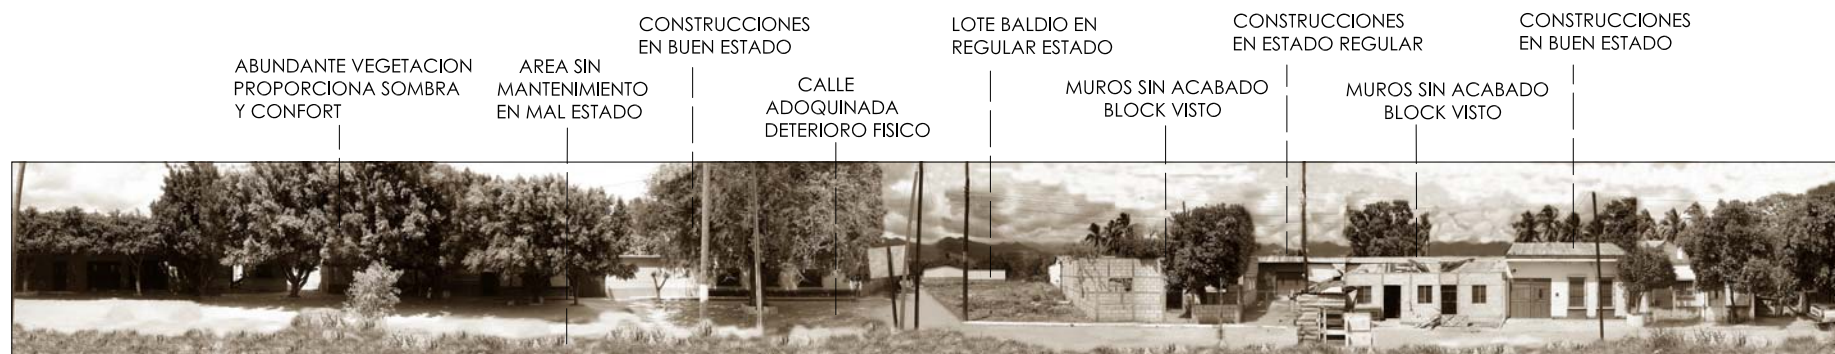 ABUNDANTE VEGETACION
PROPORCIONA SOMBRA
Y CONFORT
AREA SIN
MANTENIMIENTO
EN MAL ESTADO
CONSTRUCCIONES
EN BUEN ESTADO
CALLE
ADOQUINADA
DETERIORO FISICO
LOTE BALDIO EN
REGULAR ESTADO
MUROS SIN ACABADO
BLOCK VISTO
CONSTRUCCIONES
EN ESTADO REGULAR
MUROS SIN ACABADO
BLOCK VISTO
CONSTRUCCIONES
EN BUEN ESTADO